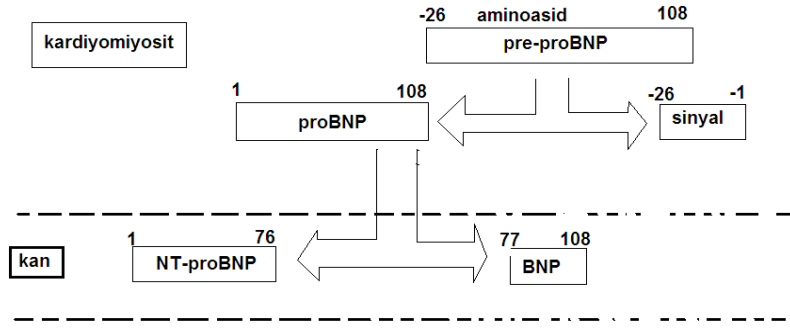 -26 aminoasid 108
kardiyomiyosit
pre-proBNP
1 108
-26 -1
proBNP
sinyal
1 76
77 108
kan
NT-proBNP
BNP